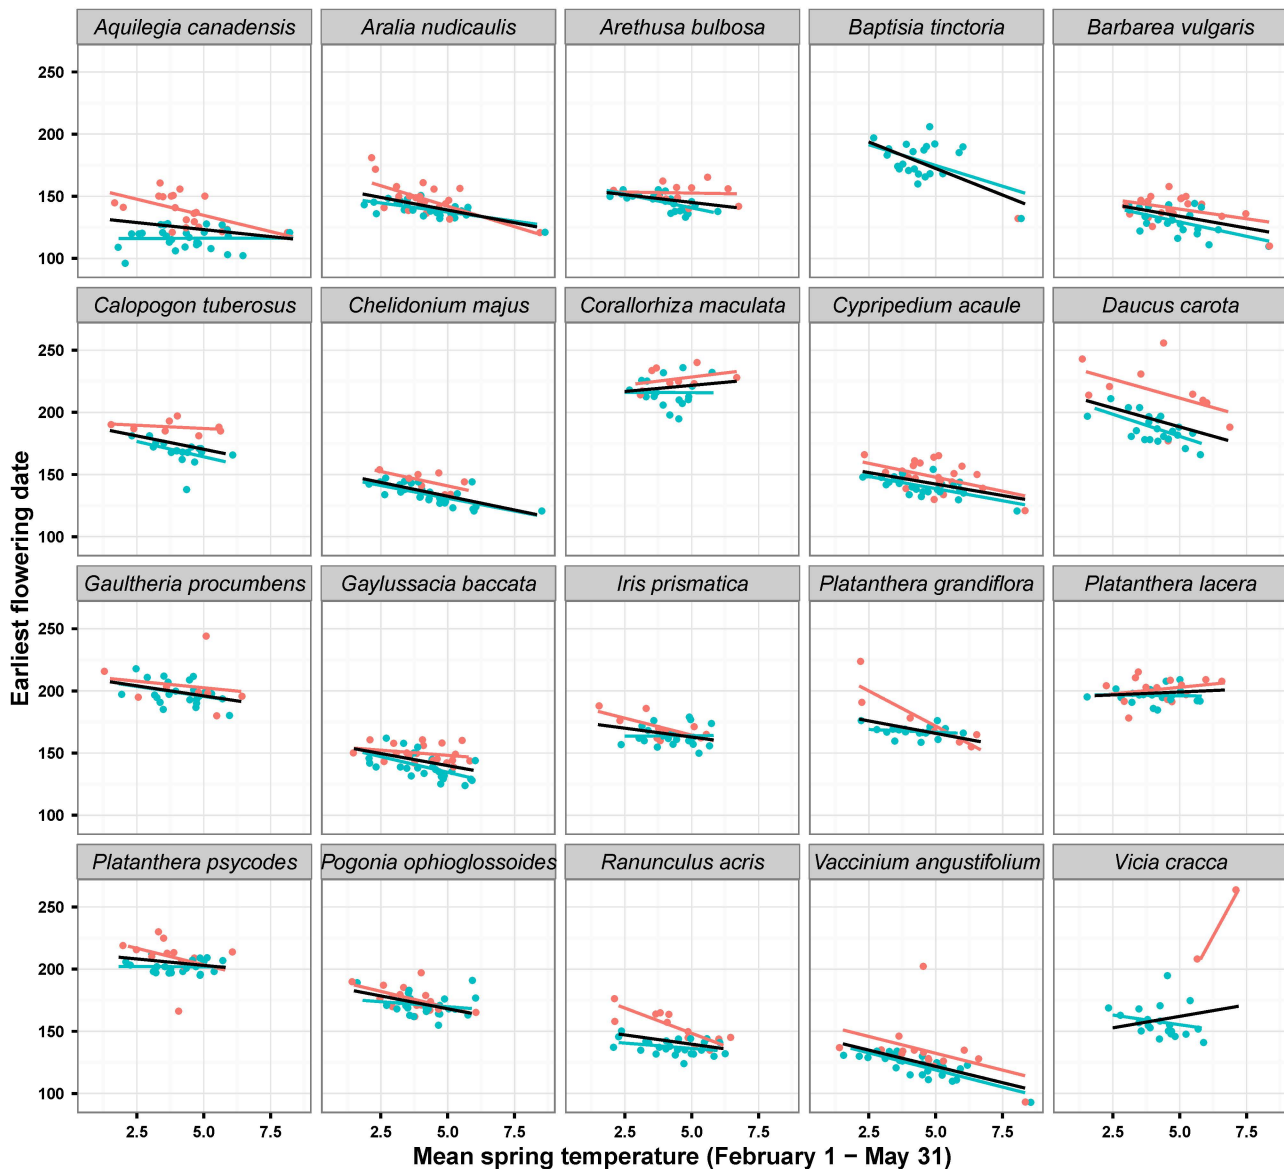 Aquilegia canadensis Aralia nudicaulis Arethusa bulbosa Baptisia tinctoria Barbarea vulgaris
250
200
150
100
Calopogon tuberosus Chelidonium majus Corallorhiza maculata Cypripedium acaule Daucus carota
250
200
150
100
Earliest flowering date
Gaultheria procumbens Gaylussacia baccata Iris prismatica Platanthera grandiflora Platanthera lacera
250
200
150
100
Platanthera psycodes Pogonia ophioglossoides Ranunculus acris Vaccinium angustifolium Vicia cracca
250
200
150
100
2.5 5.0 7.5 2.5 5.0 7.5 2.5 5.0 7.5 2.5 5.0 7.5 2.5 5.0 7.5
Mean spring temperature (February 1 − May 31)